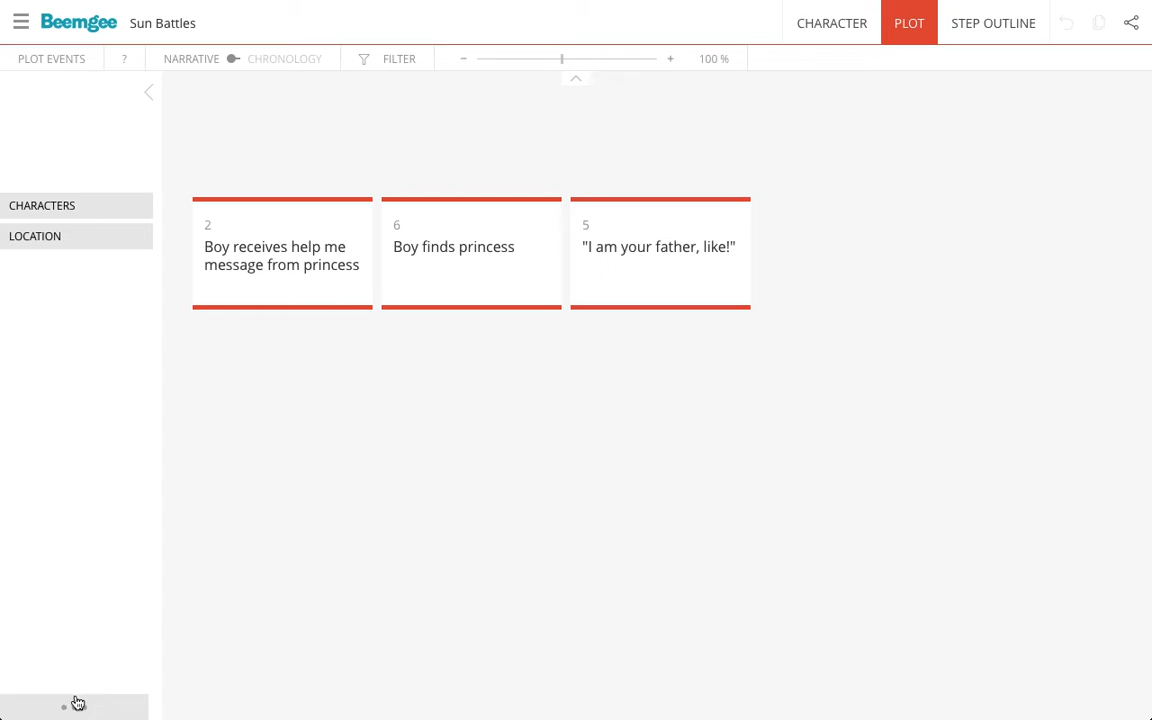 Beemgee Sun Battles CHARACTER PLOT STEP OUTLINE
PLOT EVENTS ? NARRATIVE CHRONOLOGY FILTER − + 100 %
CHARACTERS
LOCATION
2
Boy receives help me
message from princess
6
Boy finds princess
5
"I am your father, like!"